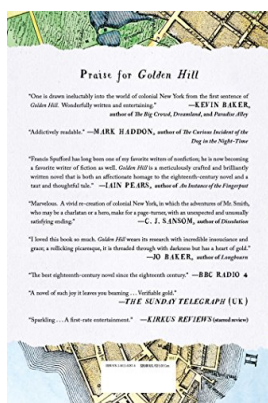 Praise for Golden Hill
"One is drawn ineluctably into the world of colonial New York from the first sentence of
Golden Hill. Wonderfully written and entertaining." —KEVIN BAKER,
author of The Big Crowd, Dreamland, and Paradise Alley
"Addictively readable." —MARK HADDON, author of The Curious Incident of the
Dog in the Night-Time
"Francis Spufford has long been one of my favorite writers of nonfiction; he is now becoming
a favorite writer of fiction as well. Golden Hill is a meticulously crafted and brilliantly
written novel that is both an affectionate homage to the eighteenth-century novel and a
taut and thoughtful tale." —IAIN PEARS, author of An Instance of the Fingerpost
"Marvelous. A vivid re-creation of colonial New York, in which the adventures of Mr. Smith,
who may be a charlatan or a hero, make for a page-turner, with an unexpected and unusually
satisfying ending." —C. J. SANSOM, author of Dissolution
"I loved this book so much. Golden Hill wears its research with incredible insouciance and
grace; a rollicking picaresque, it is threaded through with darkness but has a heart of gold."
—JO BAKER, author of Longbourn
"The best eighteenth-century novel since the eighteenth century." —BBC RADIO 4
"A novel of such joy it leaves you beaming . . . Verifiable gold."
—THE SUNDAY TELEGRAPH (UK)
"Sparkling . . . A first-rate entertainment." —KIRKUS REVIEWS (starred review)